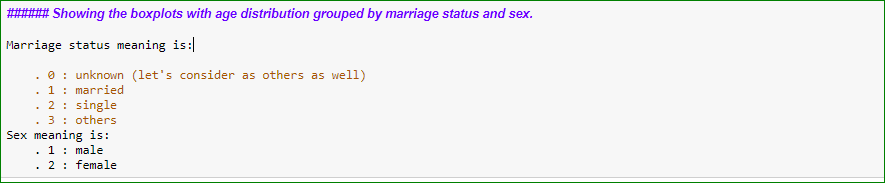 ###### Showing the boxplots with age distribution grouped by marriage status and sex.
Marriage status meaning is:
. 0 : unknown (let's consider as others as well)
. 1 : married
. 2 : single
. 3 : others
Sex meaning is:
. 1 : male
. 2 : female